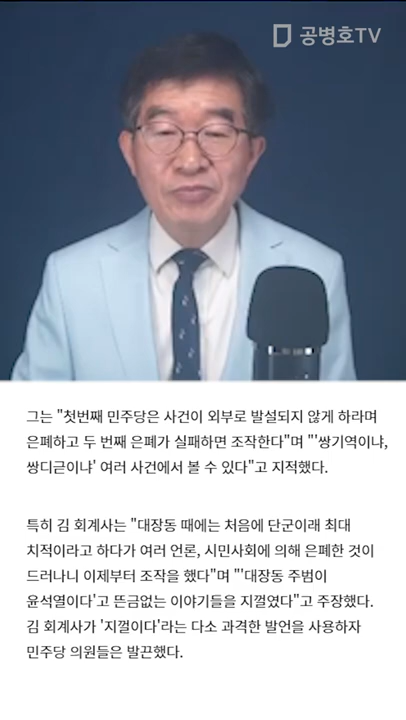 공병호TV
그는 "첫번째 민주당은 사건이 외부로 발설되지 않게 하라며
은폐하고 두 번째 은폐가 실패하면 조작한다"며 "'쌍기역이냐,
쌍디귿이냐' 여러 사건에서 볼 수 있다"고 지적했다.
특히 김 회계사는 "대장동 때에는 처음에 단군이래 최대
치적이라고 하다가 여러 언론, 시민사회에 의해 은폐한 것이
드러나니 이제부터 조작을 했다"며 "'대장동 주범이
윤석열이다'고 뜬금없는 이야기들을 지껄였다"고 주장했다.
김 회계사가 '지껄이다'라는 다소 과격한 발언을 사용하자
민주당 의원들은 발끈했다.